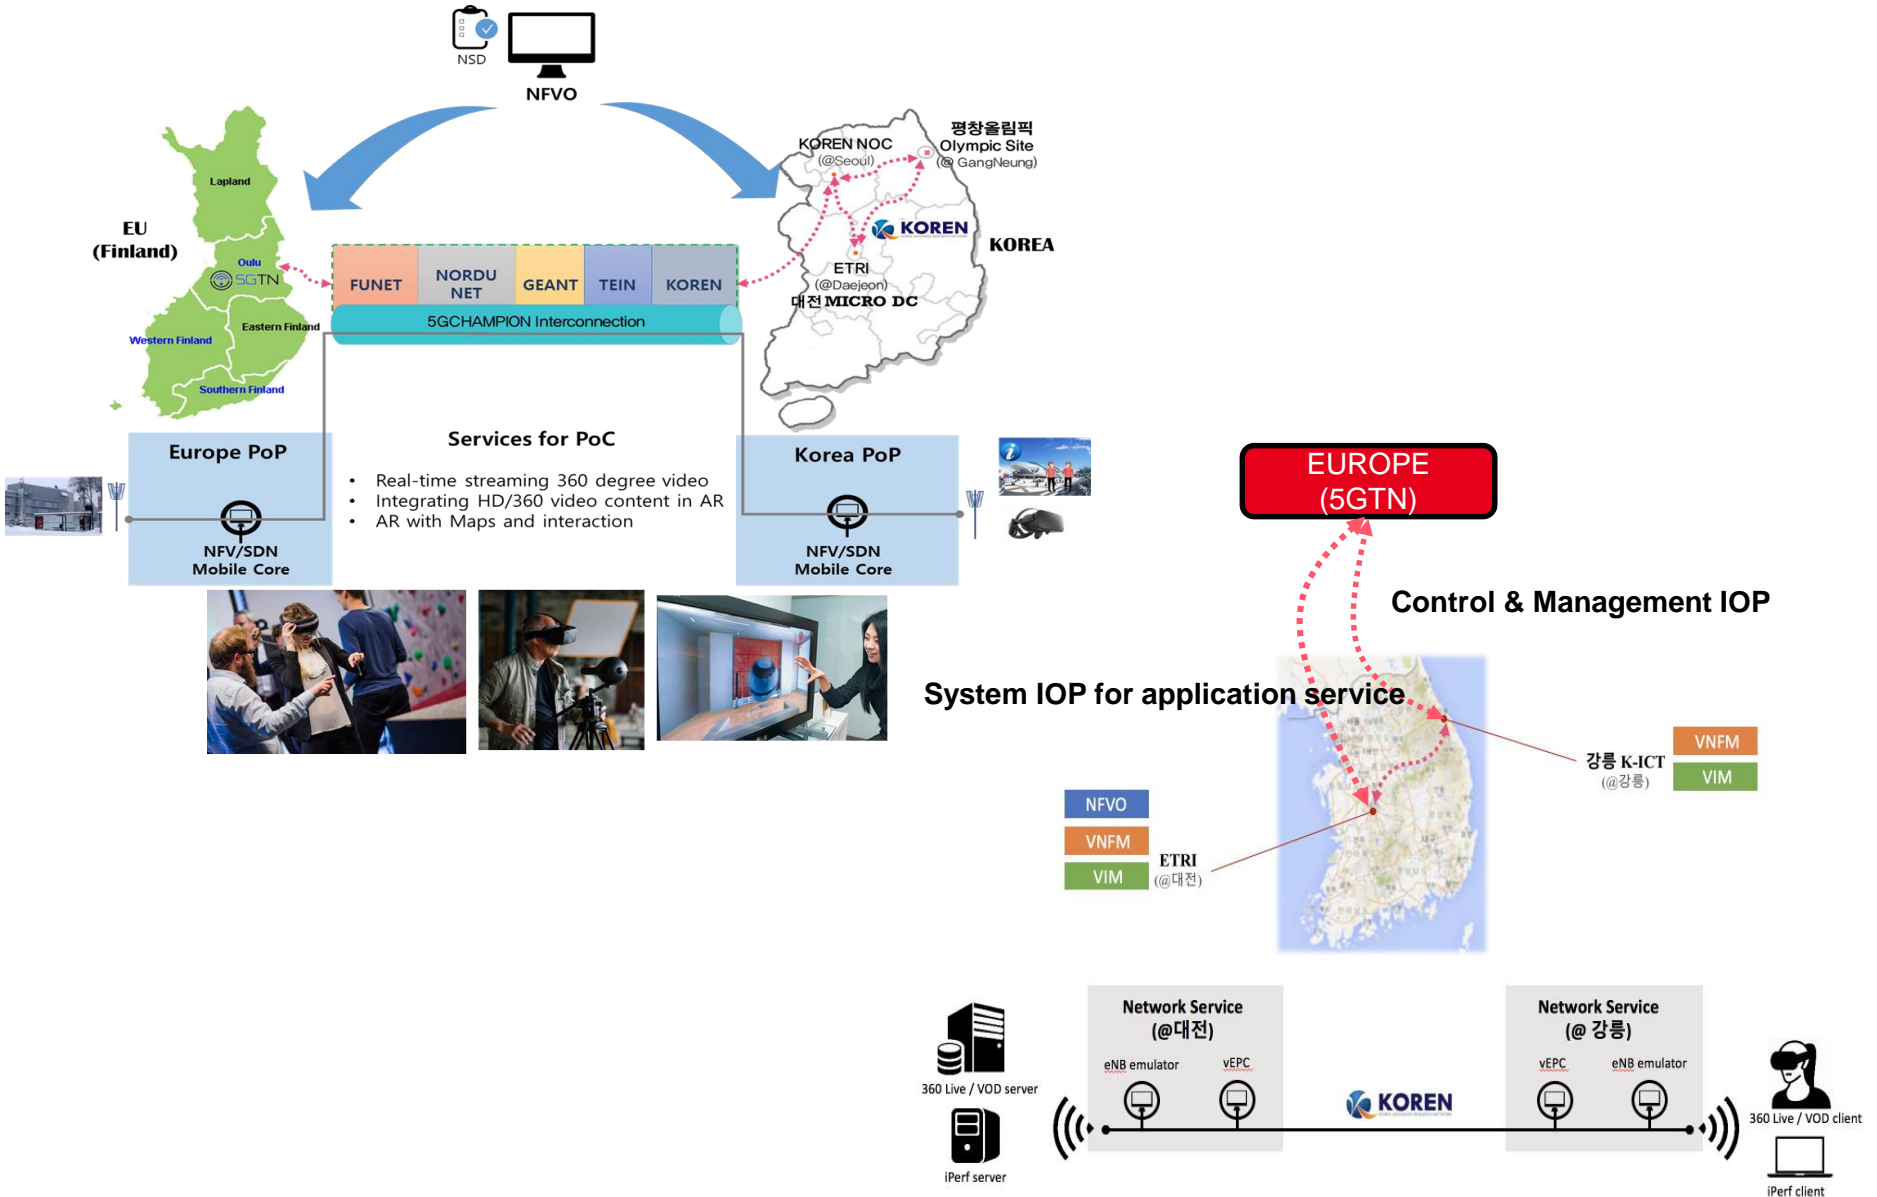 NSD
NFVO
평창올림픽
Olympic Site
(@ GangNeung)
KOREN NOC
(@Seoul)
KOREN
KOREA
ETRI
(@Daejeon)
대전 MICRO DC
Lapland
EU
(Finland)
Oulu
5GTN
Eastern Finland
Western Finland
Southern Finland
FUNET
NORDU
NET
GEANT
TEIN
KOREN
5GCHAMPION Interconnection
Europe PoP
NFV/SDN
Mobile Core
Services for PoC
• Real-time streaming 360 degree video
• Integrating HD/360 video content in AR
• AR with Maps and interaction
Korea PoP
NFV/SDN
Mobile Core
EUROPE
(5GTN)
Control & Management IOP
System IOP for application service
강릉 K-ICT
(@강릉)
VNFM
VIM
NFVO
VNFM
VIM
ETRI
(@대전)
Network Service
(@대전)
eNB emulator
vEPC
KOREN
Network Service
(@ 강릉)
vEPC
eNB emulator
360 Live / VOD server
iPerf server
360 Live / VOD client
iPerf client